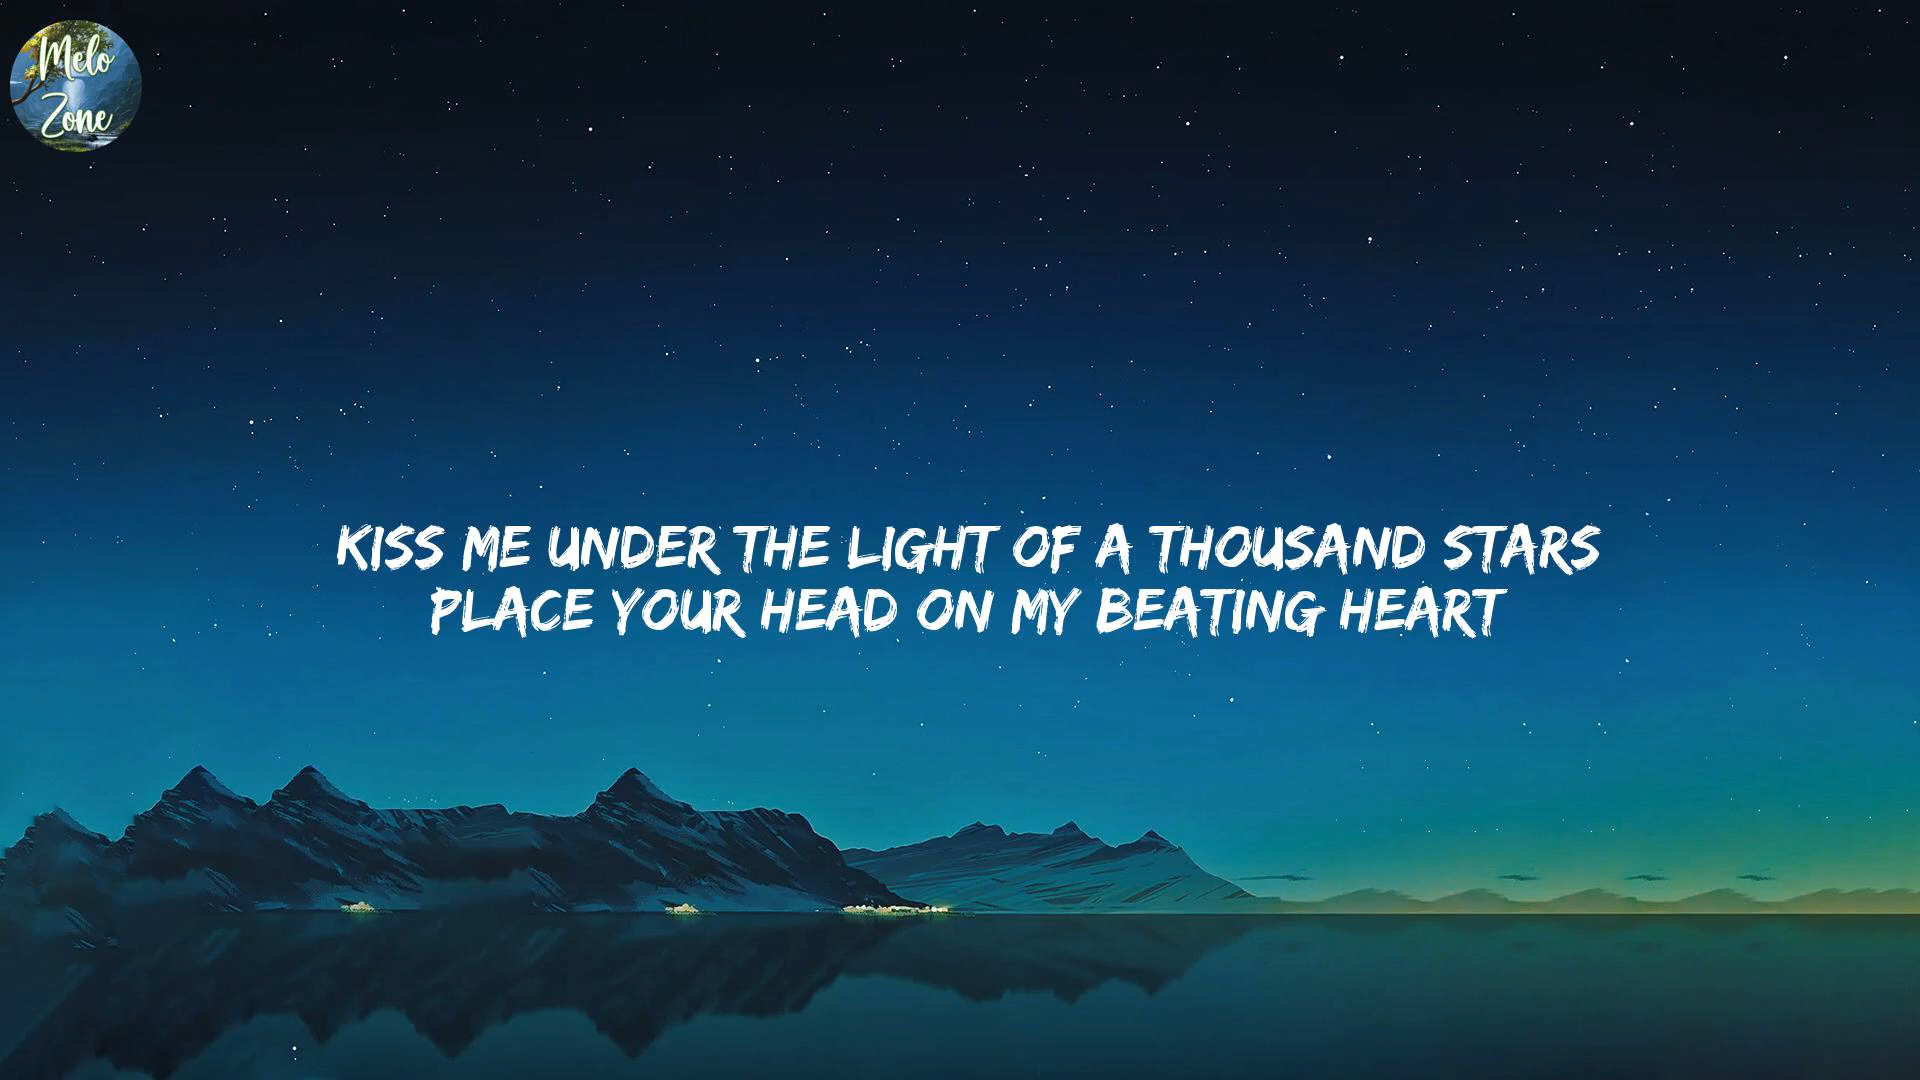 Melo
Zone
KISS ME UNDER THE LIGHT OF A THOUSAND STARS
PLACE YOUR HEAD ON MY BEATING HEART